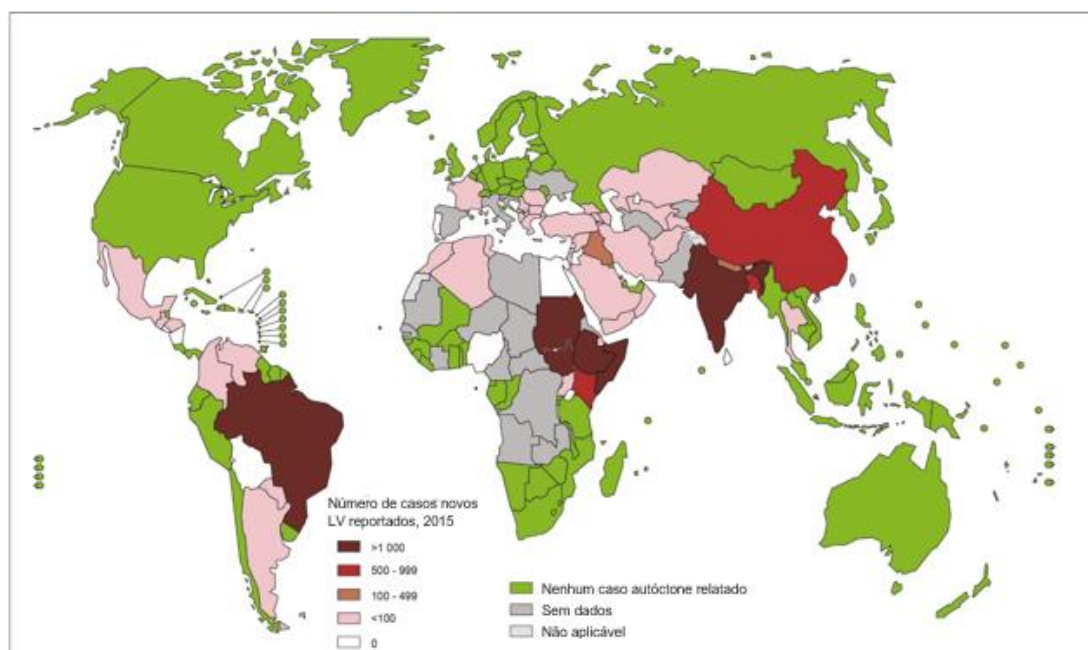 Número de casos novos
LV reportados, 2015
>1 000
500 - 999
100 - 499
<100
0
Nenhum caso autóctone relatado
Sem dados
Não aplicável